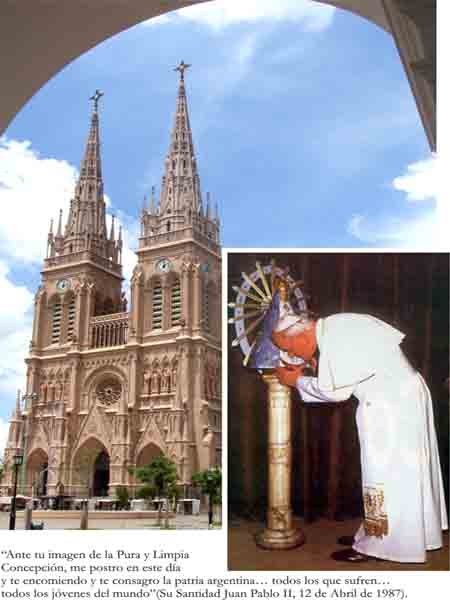 “Ante tu imagen de la Pura y Limpia
Concepción, me postro en este día
y te encomiendo y te consagro la patria argentina… todos los que sufren…
todos los jóvenes del mundo”(Su Santidad Juan Pablo II, 12 de Abril de 1987).